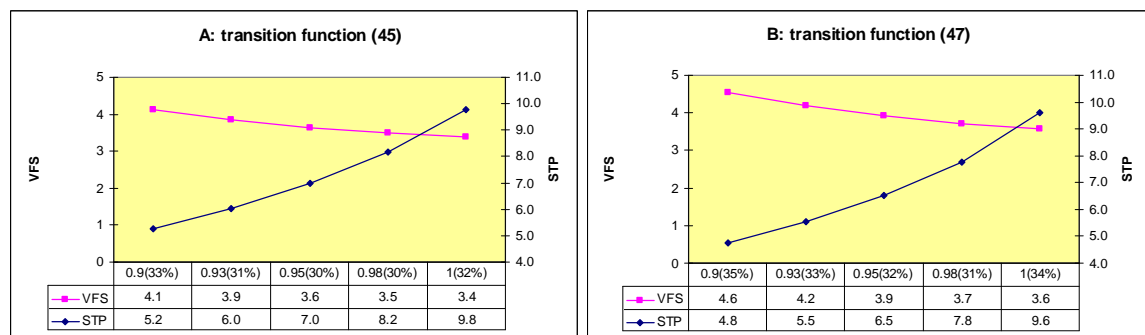 A: transition function (45)
5
4
3
2
1
0
VFS
11.0
10.0
9.0
8.0
7.0
6.0
5.0
4.0
STP
0.9(33%) 0.93(31%) 0.95(30%) 0.98(30%) 1(32%)
VFS 4.1 3.9 3.6 3.5 3.4
STP 5.2 6.0 7.0 8.2 9.8
B: transition function (47)
5
4
3
2
1
0
VFS
11.0
10.0
9.0
8.0
7.0
6.0
5.0
4.0
STP
0.9(35%) 0.93(33%) 0.95(32%) 0.98(31%) 1(34%)
VFS 4.6 4.2 3.9 3.7 3.6
STP 4.8 5.5 6.5 7.8 9.6